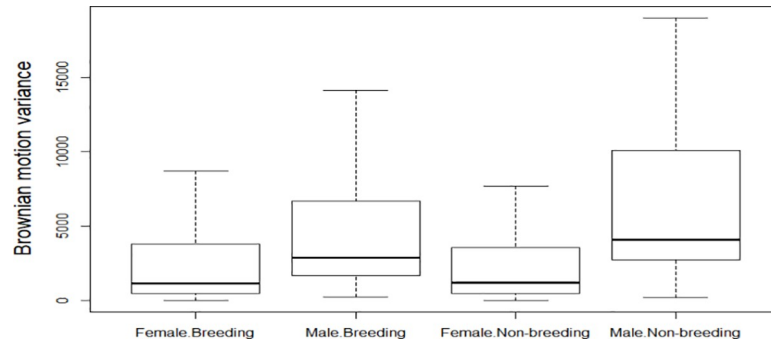 15000
10000
5000
0
Brownian motion variance
Female.Breeding Male.Breeding Female.Non-breeding Male.Non-breeding